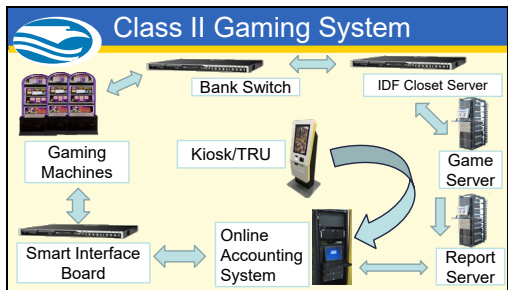 Class II Gaming System
Bank Switch
IDF Closet Server
Gaming
Machines
Kiosk/TRU
Game
Server
Smart Interface
Board
Online
Accounting
System
Report
Server